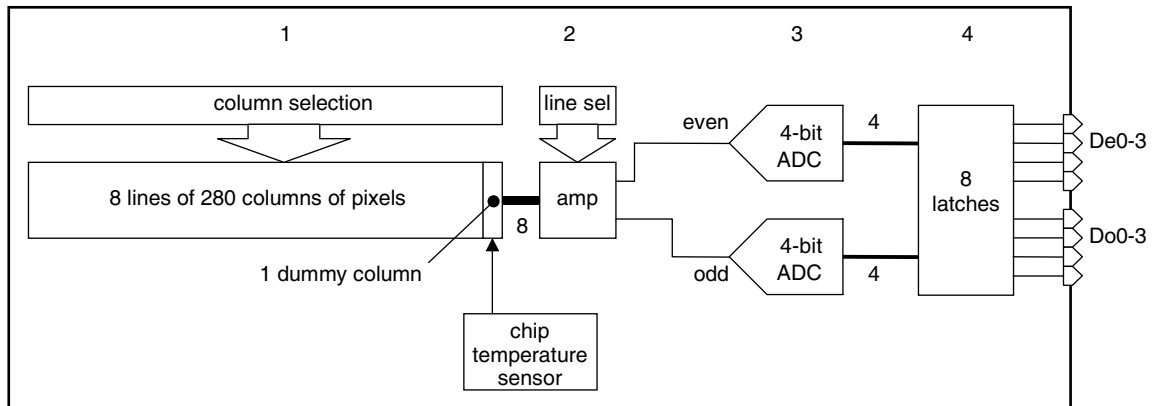 1 2 3 4
column selection
line sel
even
4-bit
ADC
4
De0-3
8 lines of 280 columns of pixels
8
amp
8
latches
odd
4-bit
ADC
4
Do0-3
1 dummy column
chip
temperature
sensor